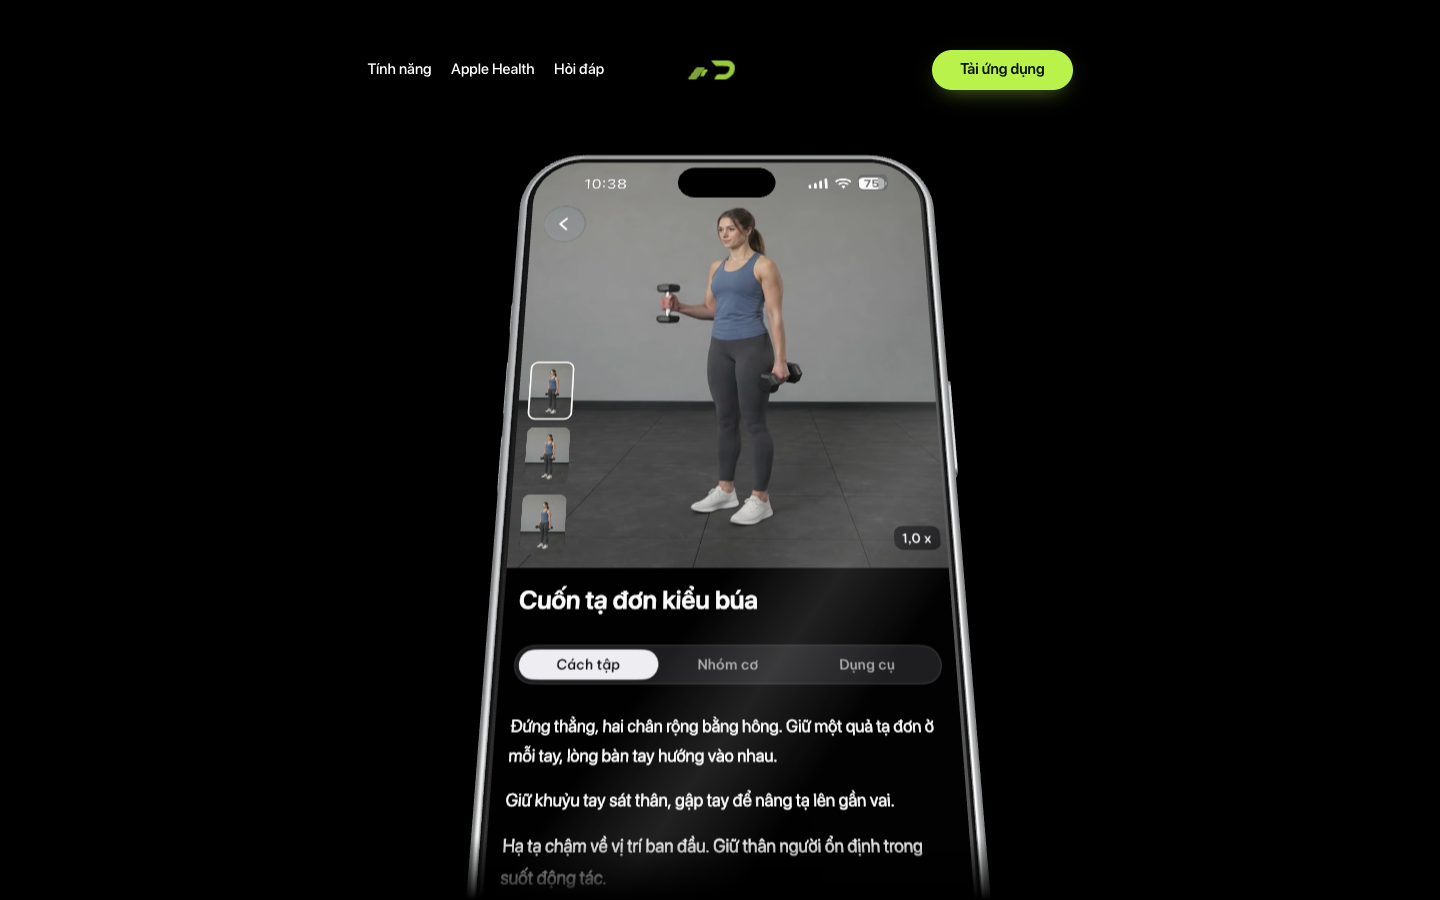 Tính năng
Apple Health
Hỏi đáp
Tải ứng dụng
10:38
75
1,0 x
Cuốn tạ đơn kiểu búa
Cách tập
Nhóm cơ
Dụng cụ
Đứng thẳng, hai chân rộng bằng hông. Giữ một quả tạ đơn ở
mỗi tay, lòng bàn tay hướng vào nhau.
Giữ khuỷu tay sát thân, gập tay để nâng tạ lên gần vai.
Hạ tạ chậm về vị trí ban đầu. Giữ thân người ổn định trong
suốt động tác.